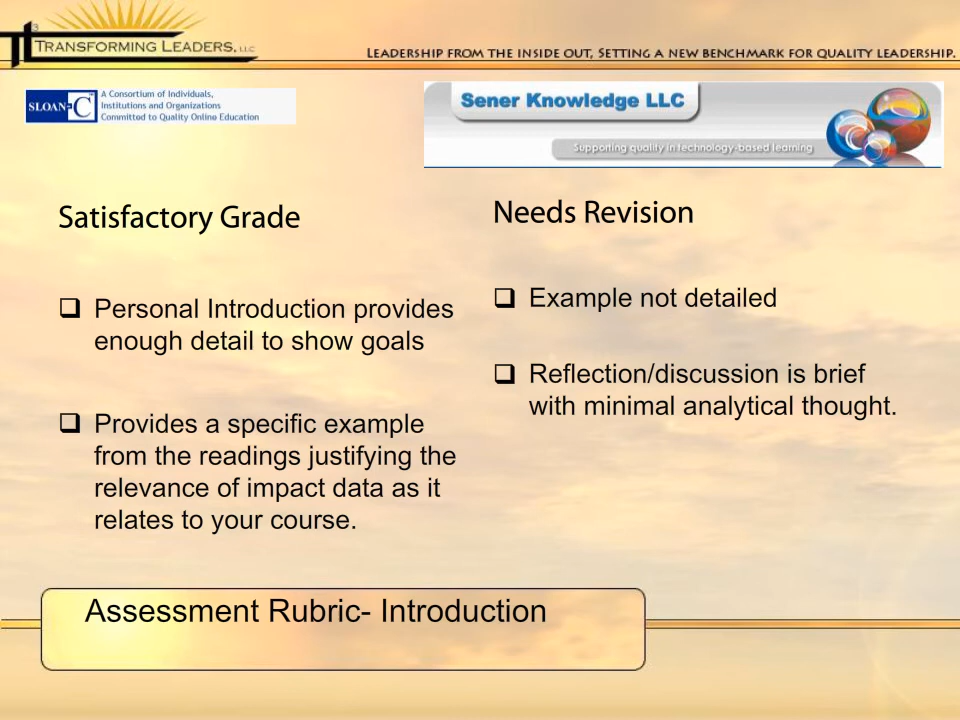 TRANSFORMING LEADERS, LLC
LEADERSHIP FROM THE INSIDE OUT, SETTING A NEW BENCHMARK FOR QUALITY LEADERSHIP.
SLOAN-C
A Consortium of Individuals,
Institutions and Organizations
Committed to Quality Online Education
Sener Knowledge LLC
Supporting quality in technology-based learning
Satisfactory Grade
Personal Introduction provides
enough detail to show goals
Provides a specific example
from the readings justifying the
relevance of impact data as it
relates to your course.
Needs Revision
Example not detailed
Reflection/discussion is brief
with minimal analytical thought.
Assessment Rubric- Introduction